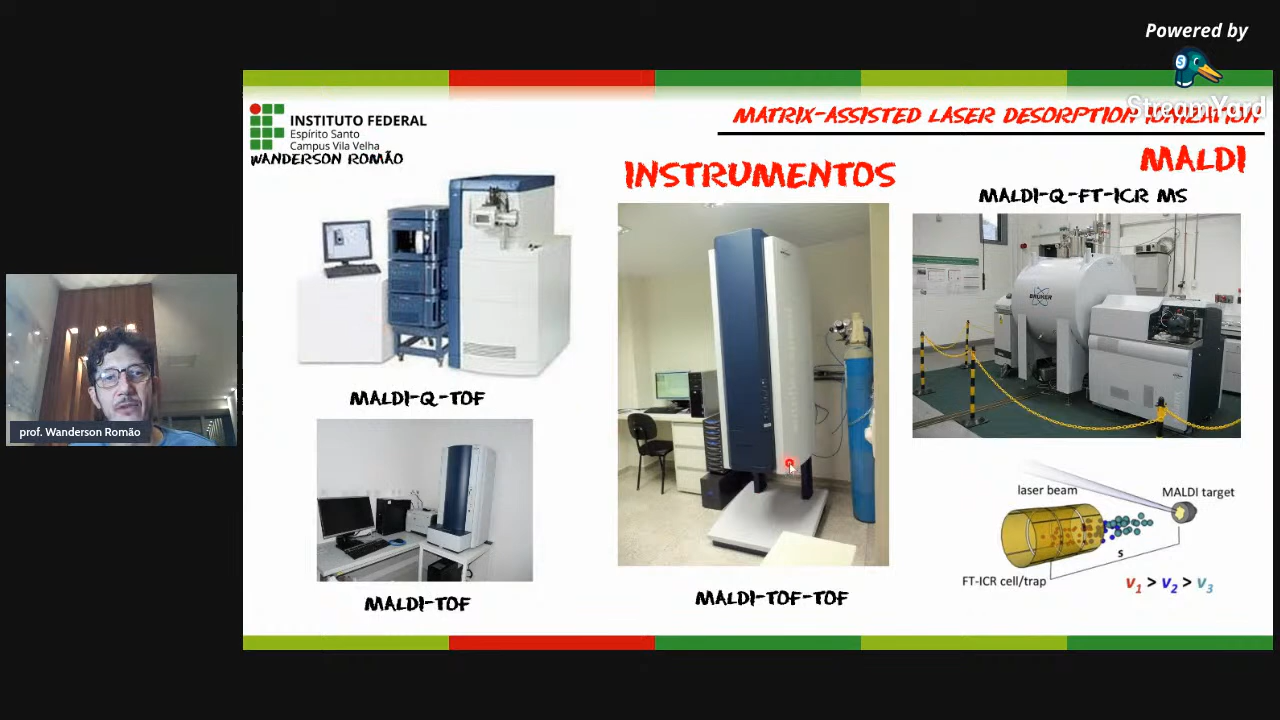 Powered by
StreamYard
INSTITUTO FEDERAL
Espírito Santo
Campus Vila Velha
WANDERSON ROMÃO
MATRIX-ASSISTED LASER DESORPTION IONIZATION
MALDI
INSTRUMENTOS
MALDI-Q-FT-ICR MS
BRUKER
MALDI-Q-TOF
prof. Wanderson Romão
laser beam
MALDI target
s
FT-ICR cell/trap
v1 > v2 > v3
MALDI-TOF
MALDI-TOF-TOF